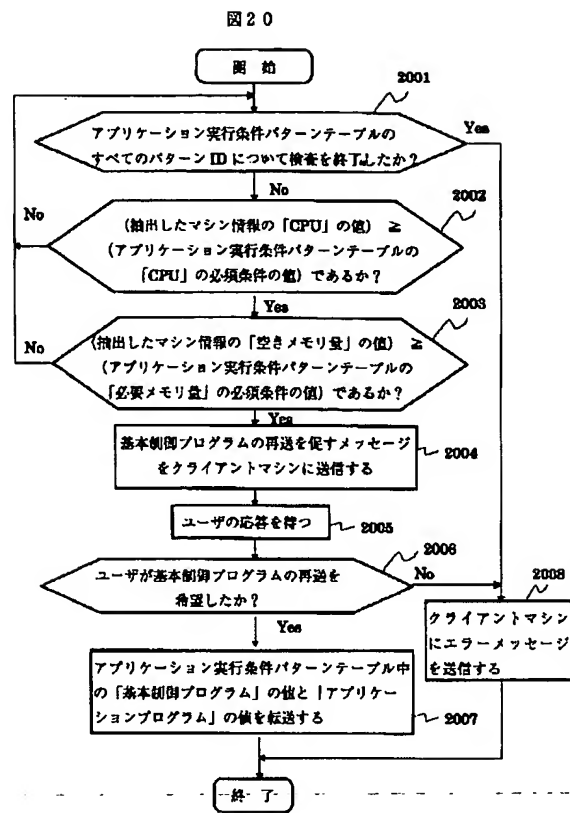 図20
開 始
2001
アプリケーション実行条件パターンテーブルの
すべてのパターンIDについて検査を終了したか?
Yes
No
2002
(抽出したマシン情報の「CPU」の値) ≧
(アプリケーション実行条件パターンテーブルの
「CPU」の必須条件の値)であるか?
No
Yes
2003
(抽出したマシン情報の「空きメモリ量」の値) ≧
(アプリケーション実行条件パターンテーブルの
「必要メモリ量」の必須条件の値)であるか?
No
Yes
基本制御プログラムの再送を促すメッセージ
をクライアントマシンに送信する
2004
ユーザの応答を待つ
2005
2006
ユーザが基本制御プログラムの再送を
希望したか?
No
Yes
2008
クライアントマシン
にエラーメッセージ
を送信する
アプリケーション実行条件パターンテーブル中
の「基本制御プログラム」の値と「アプリケー
ションプログラム」の値を転送する
2007
終 了